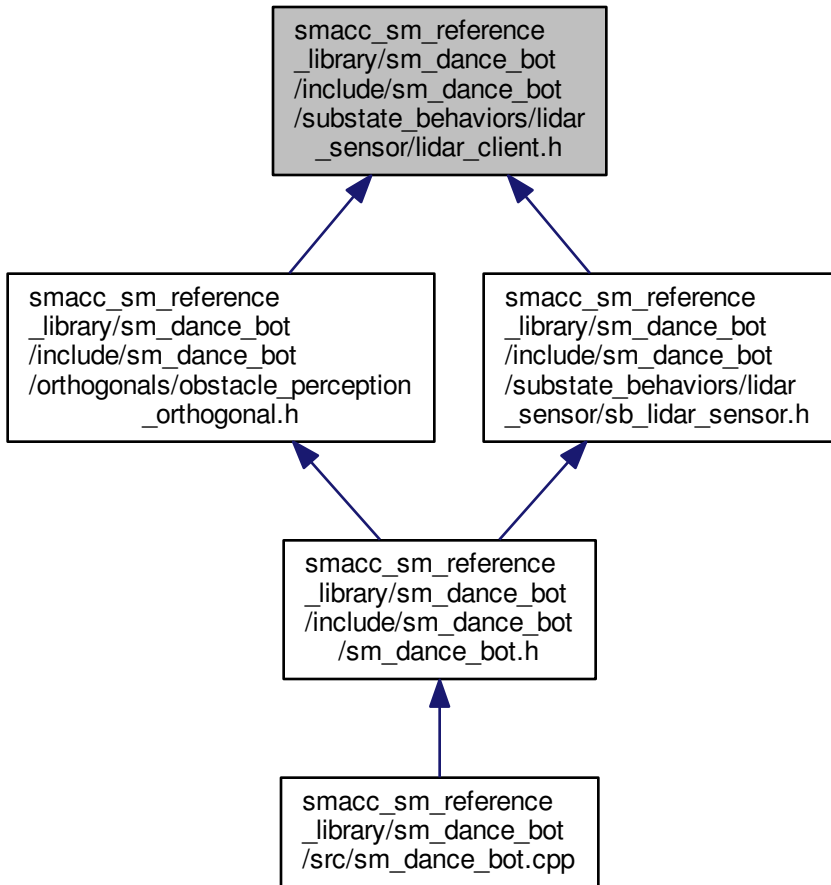 smacc_sm_reference
_library/sm_dance_bot
/include/sm_dance_bot
/substate_behaviors/lidar
_sensor/lidar_client.h
smacc_sm_reference
_library/sm_dance_bot
/include/sm_dance_bot
/orthogonals/obstacle_perception
_orthogonal.h
smacc_sm_reference
_library/sm_dance_bot
/include/sm_dance_bot
/substate_behaviors/lidar
_sensor/sb_lidar_sensor.h
smacc_sm_reference
_library/sm_dance_bot
/include/sm_dance_bot
/sm_dance_bot.h
smacc_sm_reference
_library/sm_dance_bot
/src/sm_dance_bot.cpp